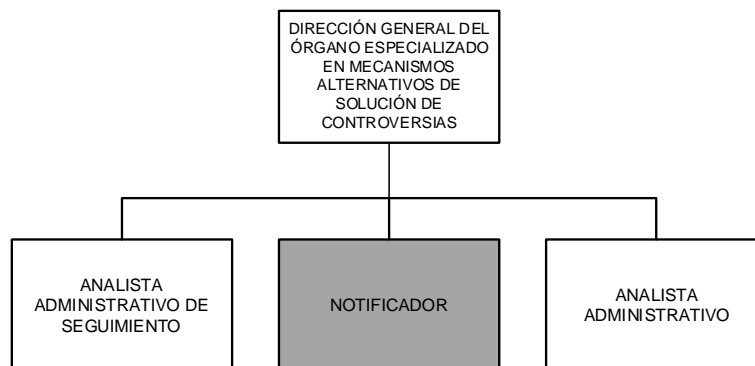 DIRECCIÓN GENERAL DEL
ÓRGANO ESPECIALIZADO
EN MECANISMOS
ALTERNATIVOS DE
SOLUCIÓN DE
CONTROVERSIAS
ANALISTA
ADMINISTRATIVO DE
SEGUIMIENTO
NOTIFICADOR
ANALISTA
ADMINISTRATIVO